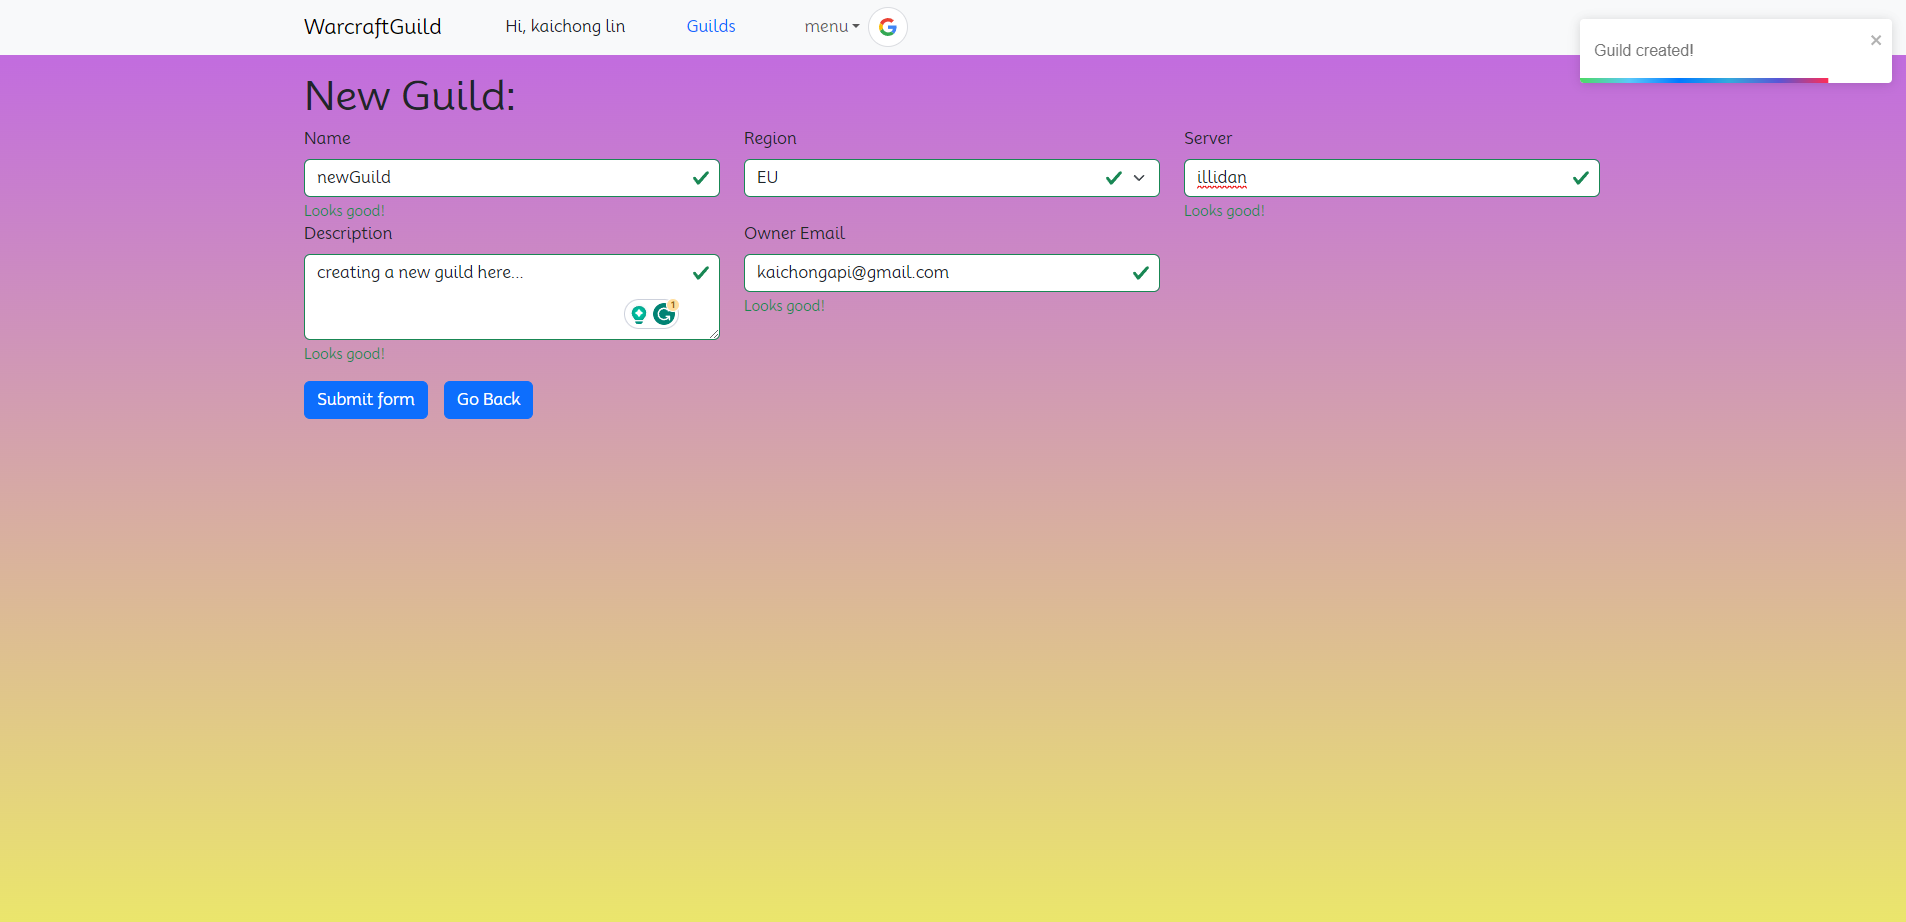 WarcraftGuild
Hi, kaichong lin
Guilds
menu
Guild created!
×
New Guild:
Name
Region
Server
newGuild
EU
illidan
Looks good!
Looks good!
Description
Owner Email
creating a new guild here...
kaichongapi@gmail.com
1
Looks good!
Looks good!
Submit form
Go Back